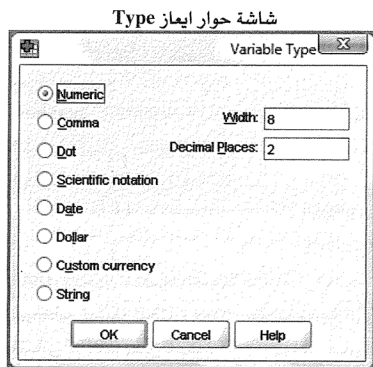 شاشة حوار ايعاز Type
Variable Type
Numeric
Comma
Dot
Scientific notation
Date
Dollar
Custom currency
String
Width: 8
Decimal Places: 2
OK Cancel Help